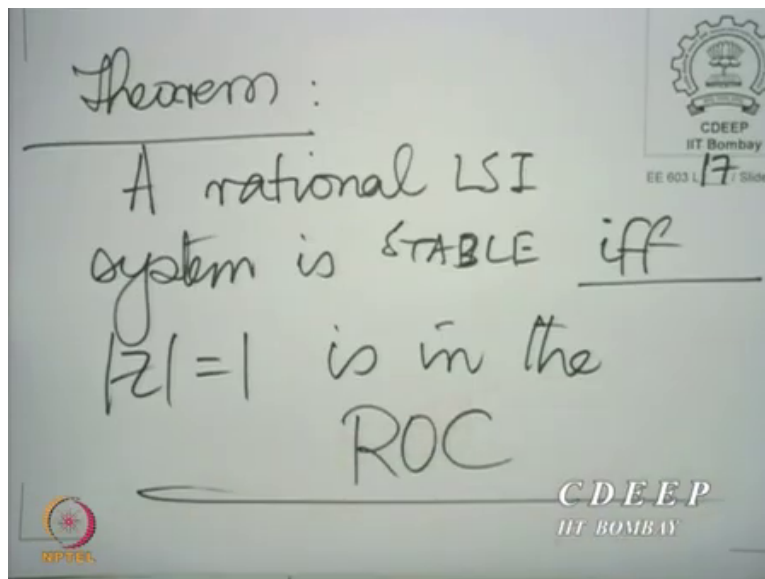 Theorem :
CDEEP
IIT Bombay
EE 603 L 17 / Slide
A rational LSI
system is STABLE iff
|z| = 1 is in the
ROC
CDEEP
IIT BOMBAY
NPTEL